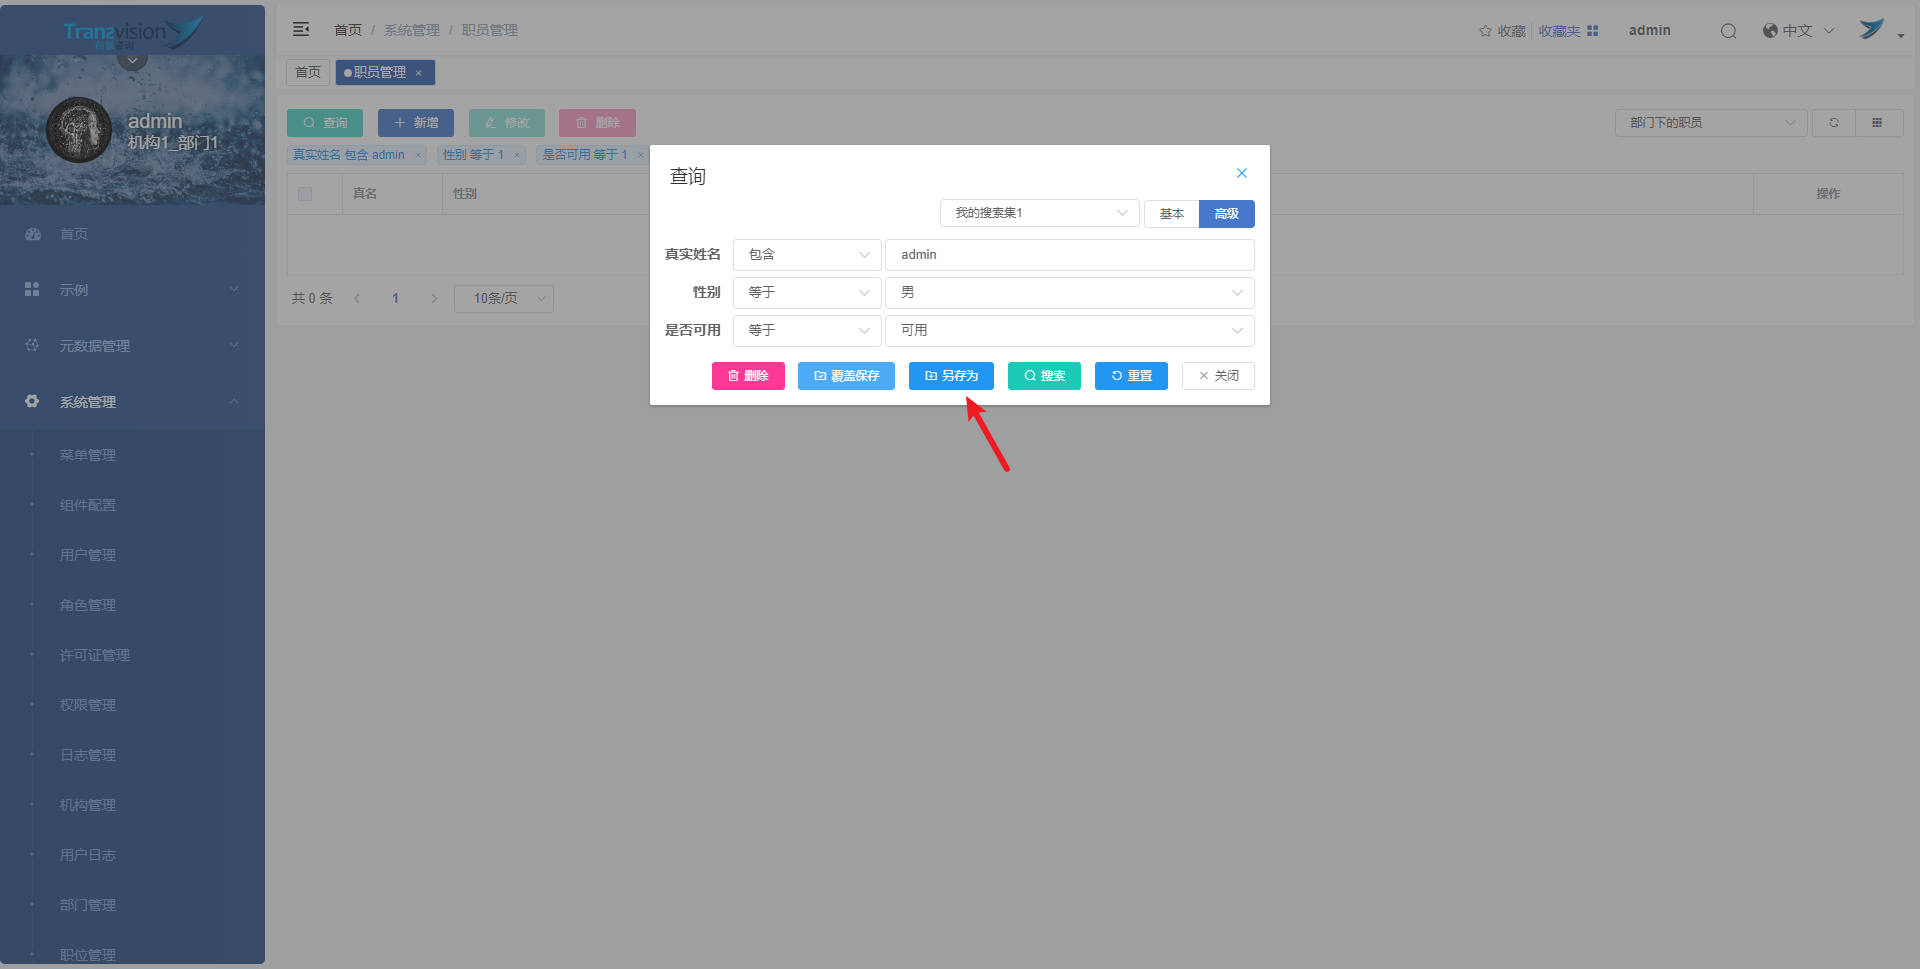 Transvision
创景咨询
admin
机构1_部门1
首页
示例
元数据管理
系统管理
菜单管理
组件配置
用户管理
角色管理
许可证管理
权限管理
日志管理
机构管理
用户日志
部门管理
职位管理
首页 / 系统管理 / 职员管理
收藏 收藏夹 admin 中文
首页 职员管理 ×
查询 新增 修改 删除 部门下的职员
真实姓名 包含 admin × 性别 等于 1 × 是否可用 等于 1 ×
真名 性别 操作
共 0 条 1 10条/页
查询
我的搜索集1 基本 高级
真实姓名 包含 admin
性别 等于 男
是否可用 等于 可用
删除 覆盖保存 另存为 搜索 重置 关闭